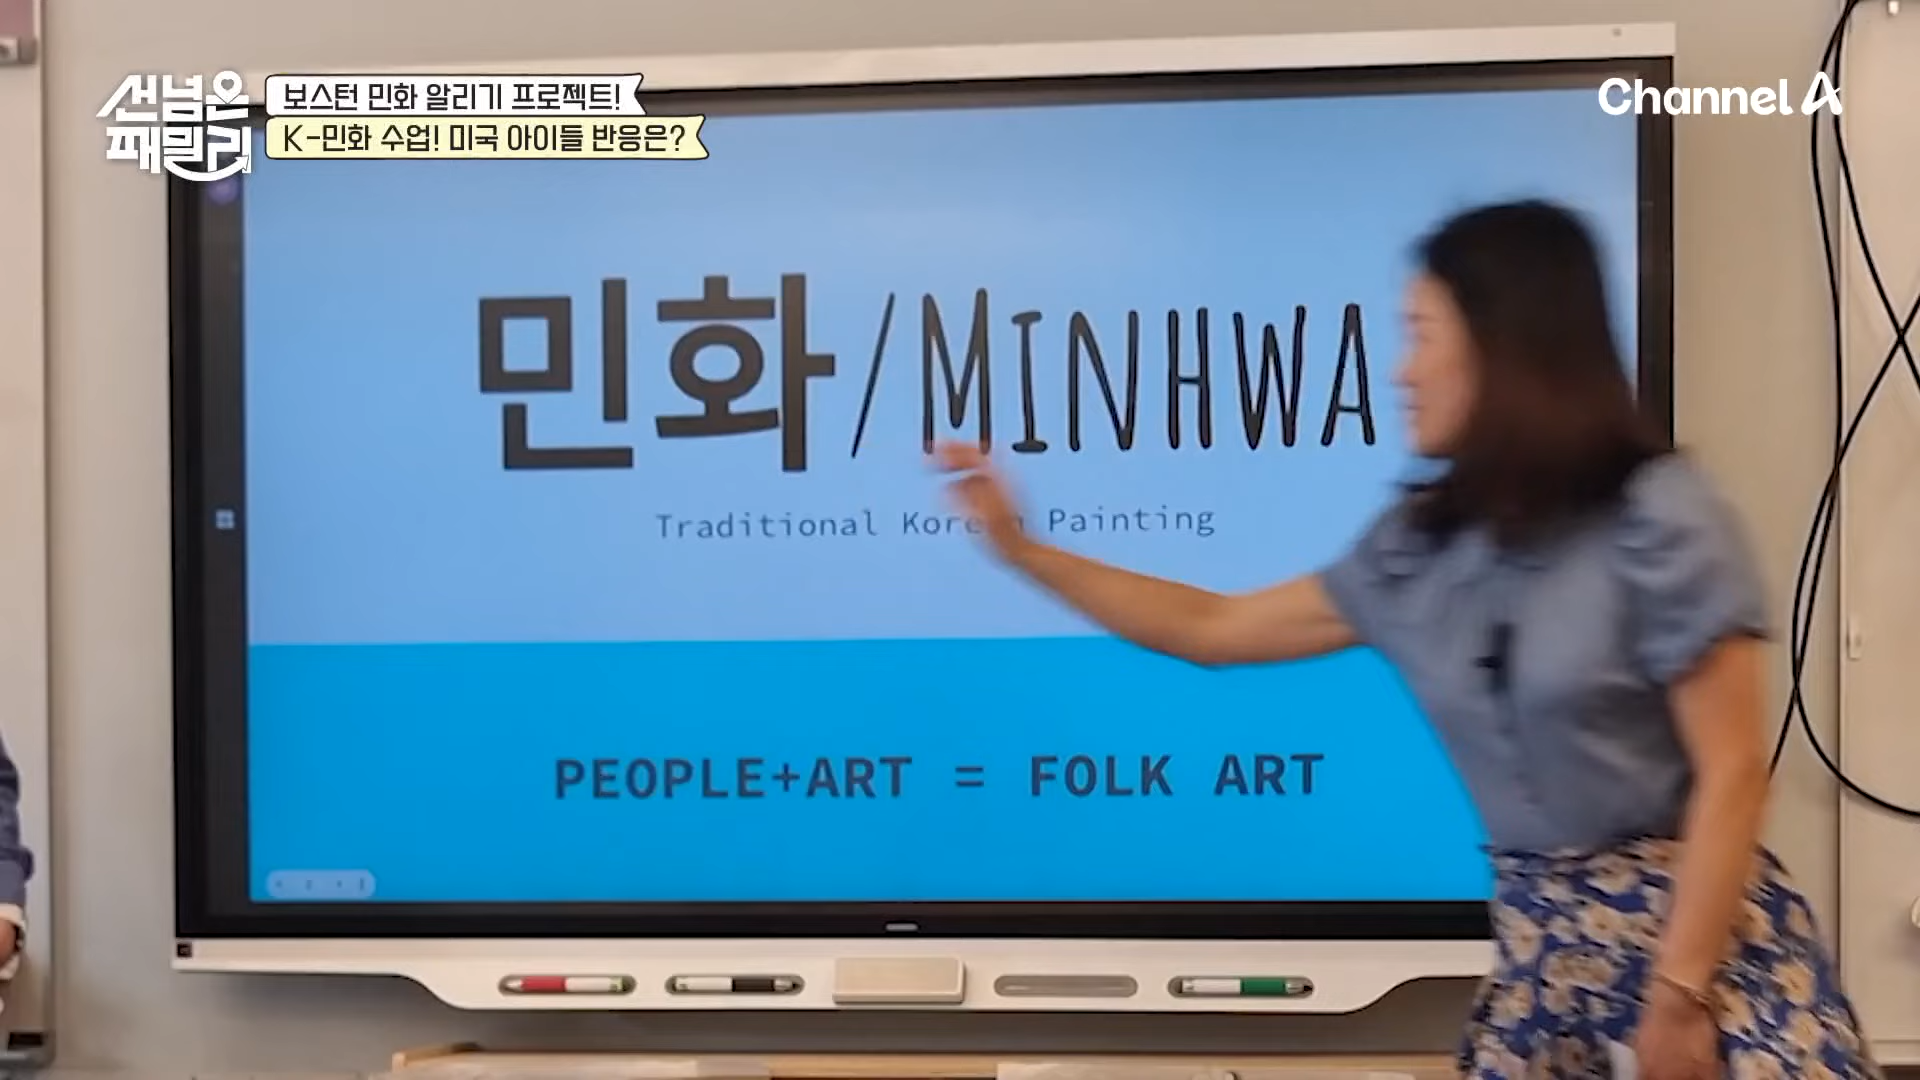 선넘은
패밀리
보스턴 민화 알리기 프로젝트!
K-민화 수업! 미국 아이들 반응은?
Channel A
민화/MINHWA
Traditional Korean Painting
PEOPLE+ART = FOLK ART